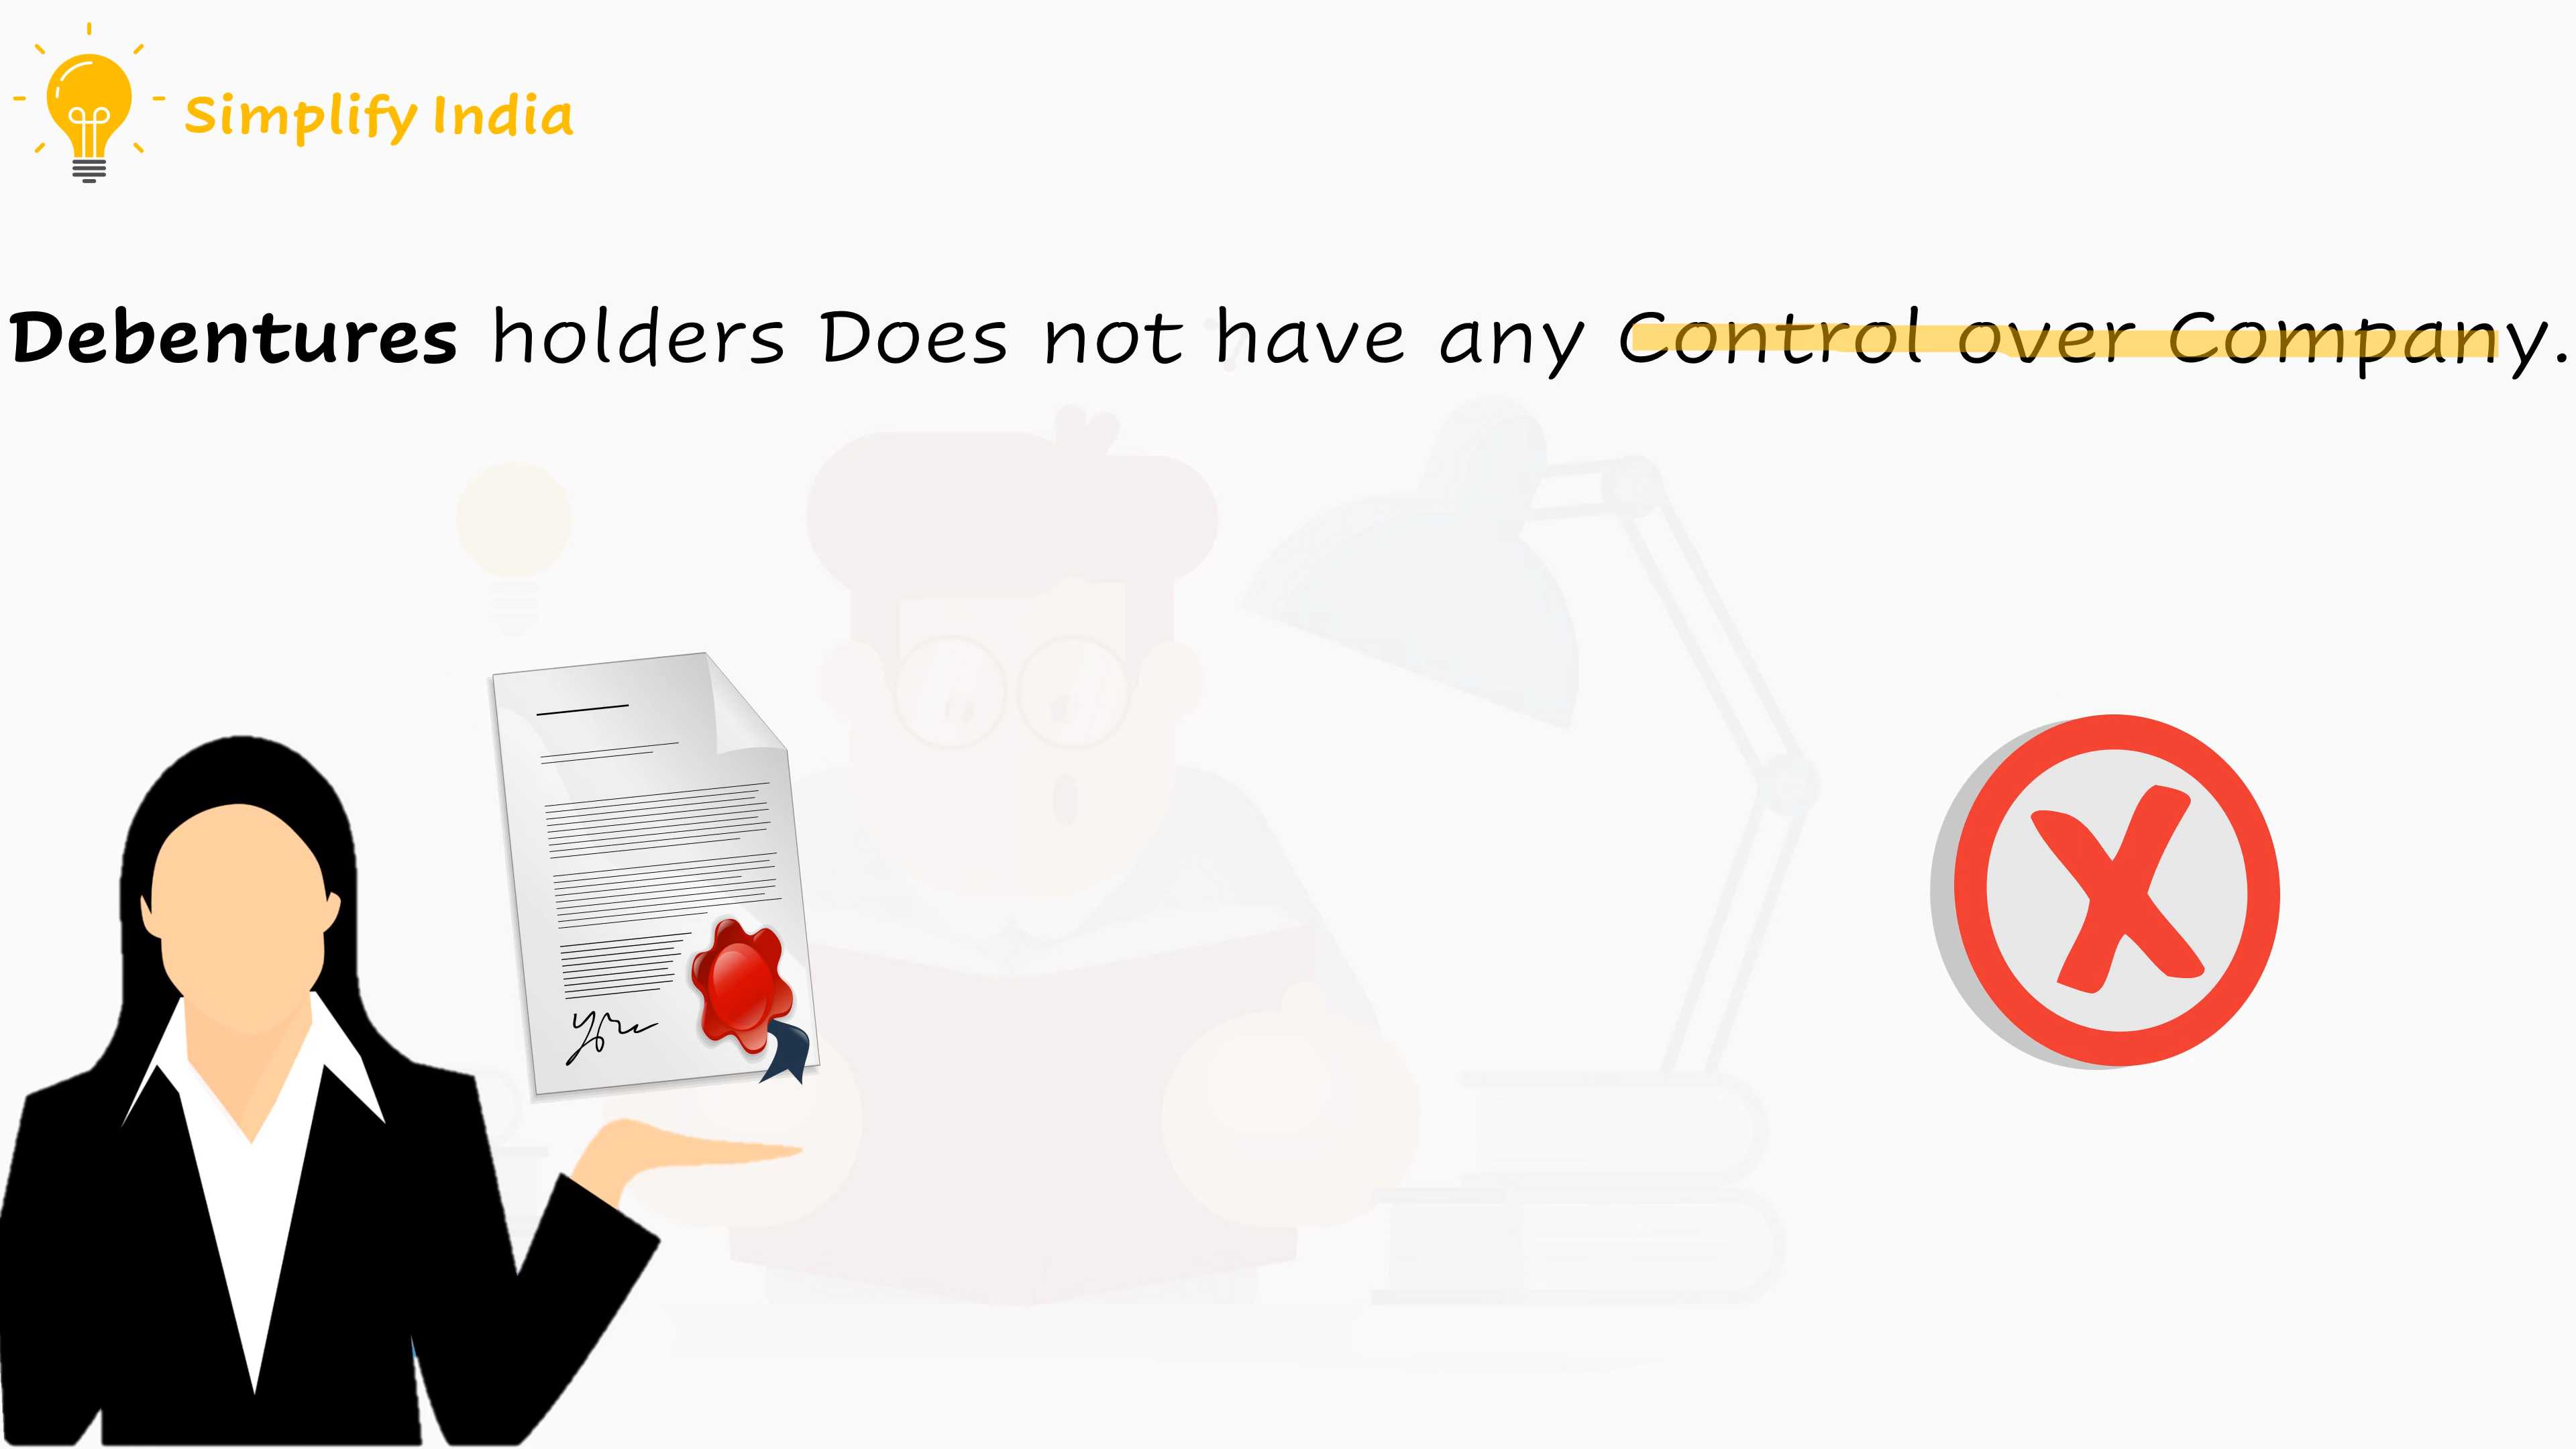 Simplify India
Debentures holders Does not have any Control over Company.